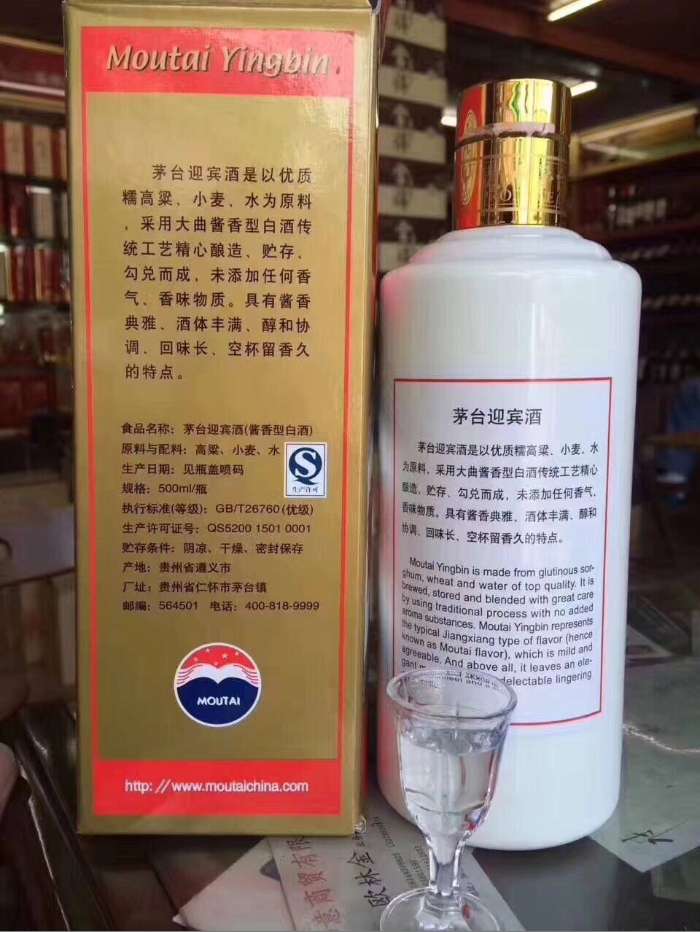 Moutai Yingbin
茅台迎宾酒是以优质
糯高粱、小麦、水为原料
，采用大曲酱香型白酒传
统工艺精心酿造、贮存、
勾兑而成，未添加任何香
气、香味物质。具有酱香
典雅、酒体丰满、醇和协
调、回味长、空杯留香久
的特点。
食品名称：茅台迎宾酒(酱香型白酒)
原料与配料：高粱、小麦、水
生产日期：见瓶盖喷码
规格：500ml/瓶
执行标准(等级)：GB/T26760(优级)
生产许可证号：QS5200 1501 0001
贮存条件：阴凉、干燥、密封保存
产地：贵州省遵义市
厂址：贵州省仁怀市茅台镇
邮编：564501 电话：400-818-9999
生产许可
MOUTAI
http: //www.moutaichina.com
茅台迎宾酒
茅台迎宾酒是以优质糯高粱、小麦、水
为原料，采用大曲酱香型白酒传统工艺精心
酿造、贮存、勾兑而成，未添加任何香气、
香味物质。具有酱香典雅、酒体丰满、醇和
协调、回味长、空杯留香久的特点。
Moutai Yingbin is made from glutinous sor-
ghum, wheat and water of top quality. It is
brewed, stored and blended with great care
by using traditional process with no added
aroma substances. Moutai Yingbin represents
the typical Jiangxiang type of flavor (hence
known as Moutai flavor), which is mild and
agreeable. And above all, it leaves an ele-
delectable lingering
商贸有限